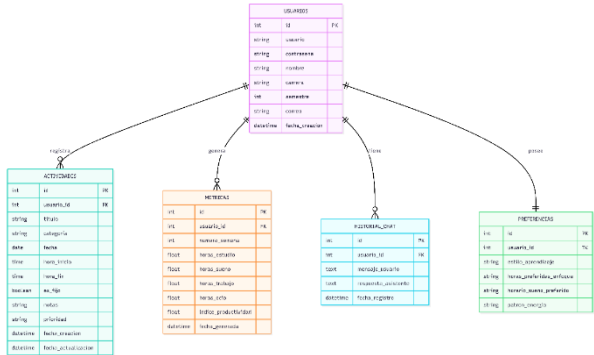 USUARIOS
int id PK
string usuario
string contrasena
string nombre
string carrera
int semestre
string correo
datetime fecha_creacion
registra
genera
tiene
posee
ACTIVIDADES
int id PK
int usuario_id FK
string titulo
string categoria
date fecha
time hora_inicio
time hora_fin
boolean es_fijo
string notas
string prioridad
datetime fecha_creacion
datetime fecha_actualizacion
METRICAS
int id PK
int usuario_id FK
int numero_semana
float horas_estudio
float horas_sueno
float horas_trabajo
float horas_ocio
float indice_productividad
datetime fecha_generada
HISTORIAL_CHAT
int id PK
int usuario_id FK
text mensaje_usuario
text respuesta_asistente
datetime fecha_registro
PREFERENCIAS
int id PK
int usuario_id FK
string estilo_aprendizaje
string horas_preferidas_enfoque
string horario_sueno_preferido
string patron_energia